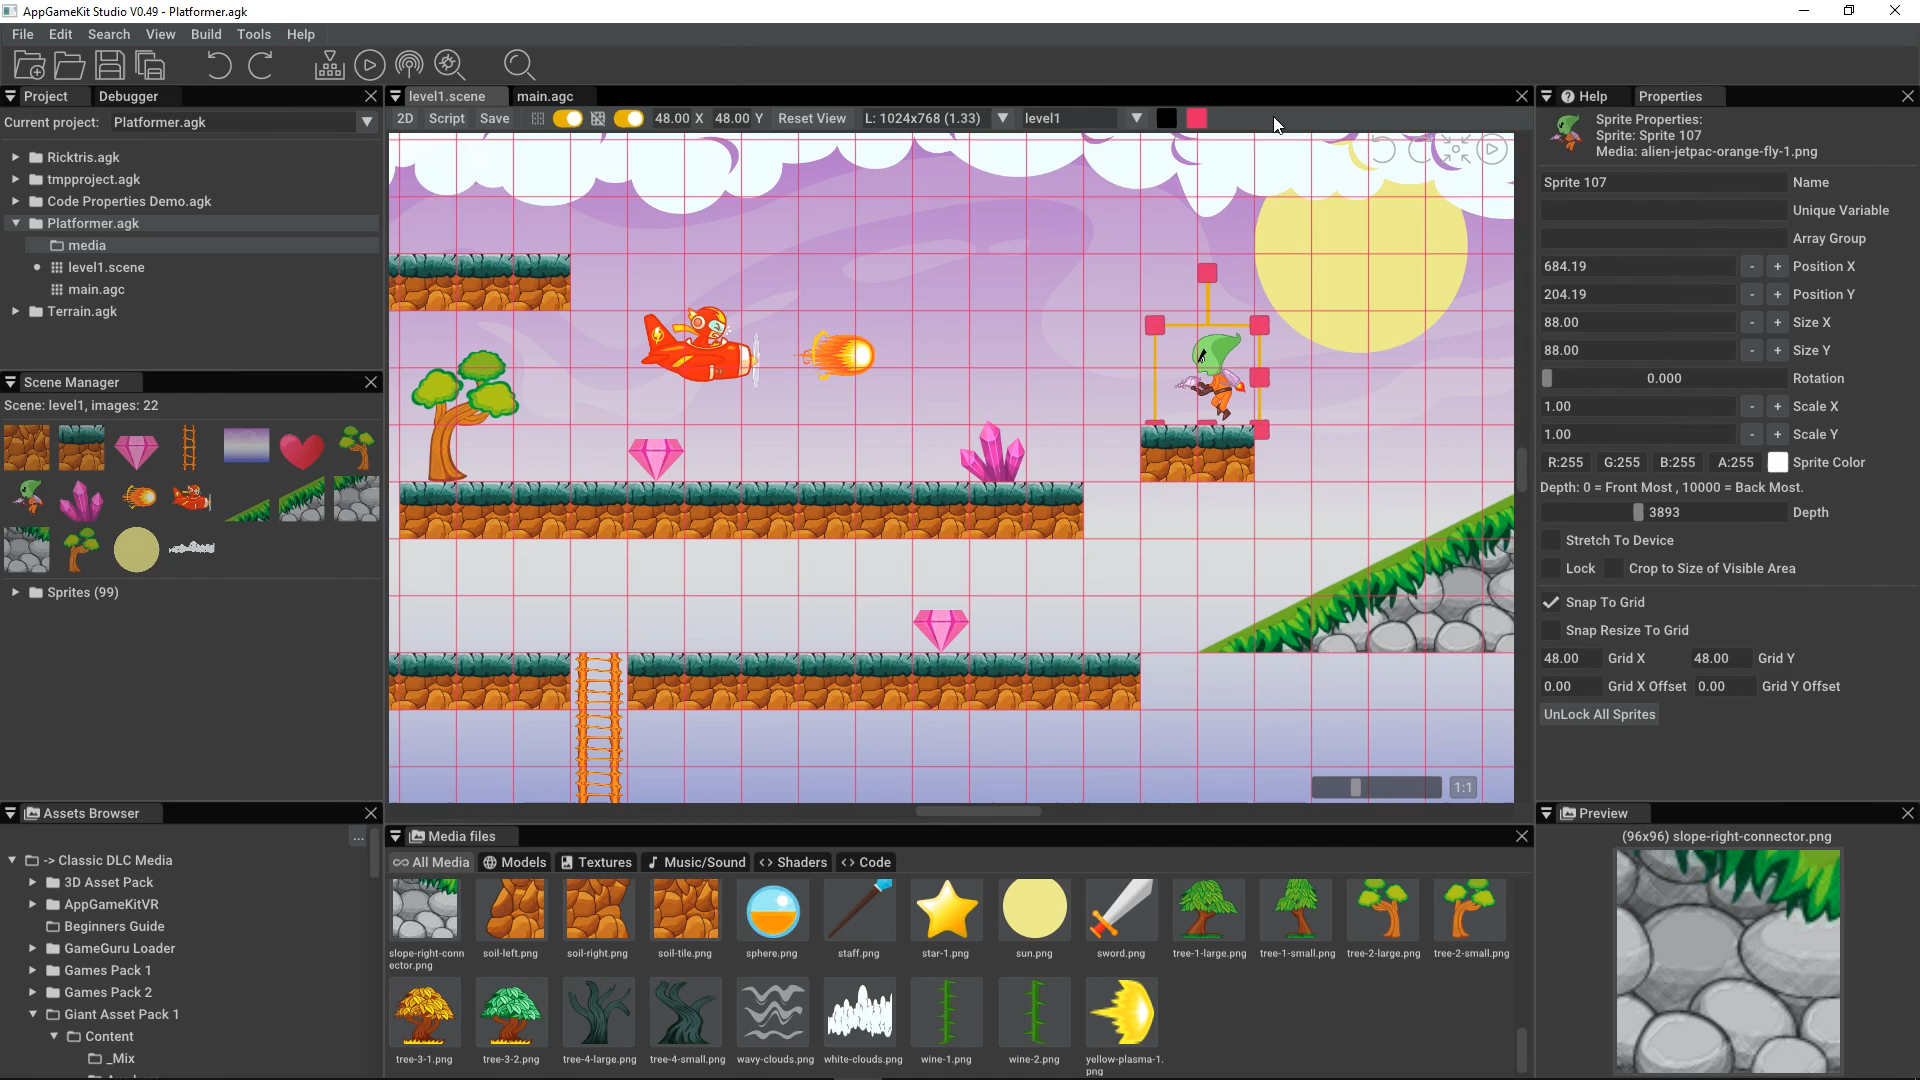 AppGameKit Studio V0.49 - Platformer.agk
File Edit Search View Build Tools Help
Project Debugger
Current project: Platformer.agk
Ricktris.agk
tmpproject.agk
Code Properties Demo.agk
Platformer.agk
media
level1.scene
main.agc
Terrain.agk
Scene Manager
Scene: level1, images: 22
Sprites (99)
Assets Browser
...
-> Classic DLC Media
3D Asset Pack
AppGameKitVR
Beginners Guide
GameGuru Loader
Games Pack 1
Games Pack 2
Giant Asset Pack 1
Content
_Mix
level1.scene main.agc
2D Script Save 48.00 X 48.00 Y Reset View L: 1024x768 (1.33) level1
1:1
Media files
All Media Models Textures Music/Sound Shaders Code
slope-right-conn
ector.png
soil-left.png soil-right.png soil-tile.png sphere.png staff.png star-1.png sun.png sword.png tree-1-large.png tree-1-small.png tree-2-large.png tree-2-small.png
tree-3-1.png tree-3-2.png tree-4-large.png tree-4-small.png wavy-clouds.png white-clouds.png wine-1.png wine-2.png yellow-plasma-1.
png
Help Properties
Sprite Properties:
Sprite: Sprite 107
Media: alien-jetpac-orange-fly-1.png
Sprite 107 Name
Unique Variable
Array Group
684.19 - + Position X
204.19 - + Position Y
88.00 - + Size X
88.00 - + Size Y
0.000 Rotation
1.00 - + Scale X
1.00 - + Scale Y
R:255 G:255 B:255 A:255 Sprite Color
Depth: 0 = Front Most , 10000 = Back Most.
3893 Depth
Stretch To Device
Lock Crop to Size of Visible Area
Snap To Grid
Snap Resize To Grid
48.00 Grid X 48.00 Grid Y
0.00 Grid X Offset 0.00 Grid Y Offset
UnLock All Sprites
Preview
(96x96) slope-right-connector.png